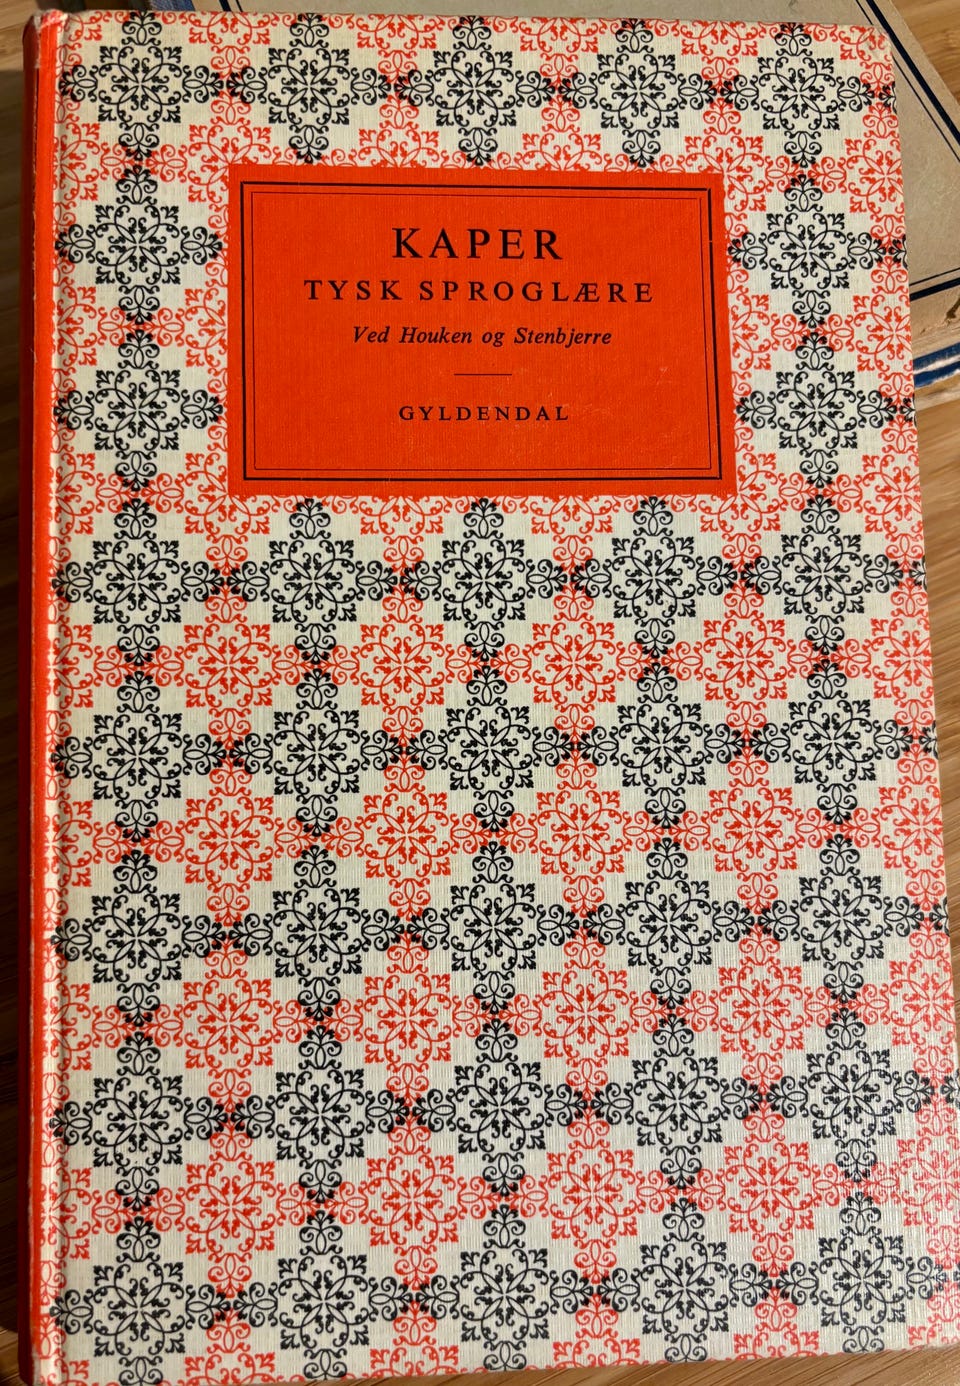 KAPER
TYSK SPROGLÆRE
Ved Houken og Stenbjerre
GYLDENDAL